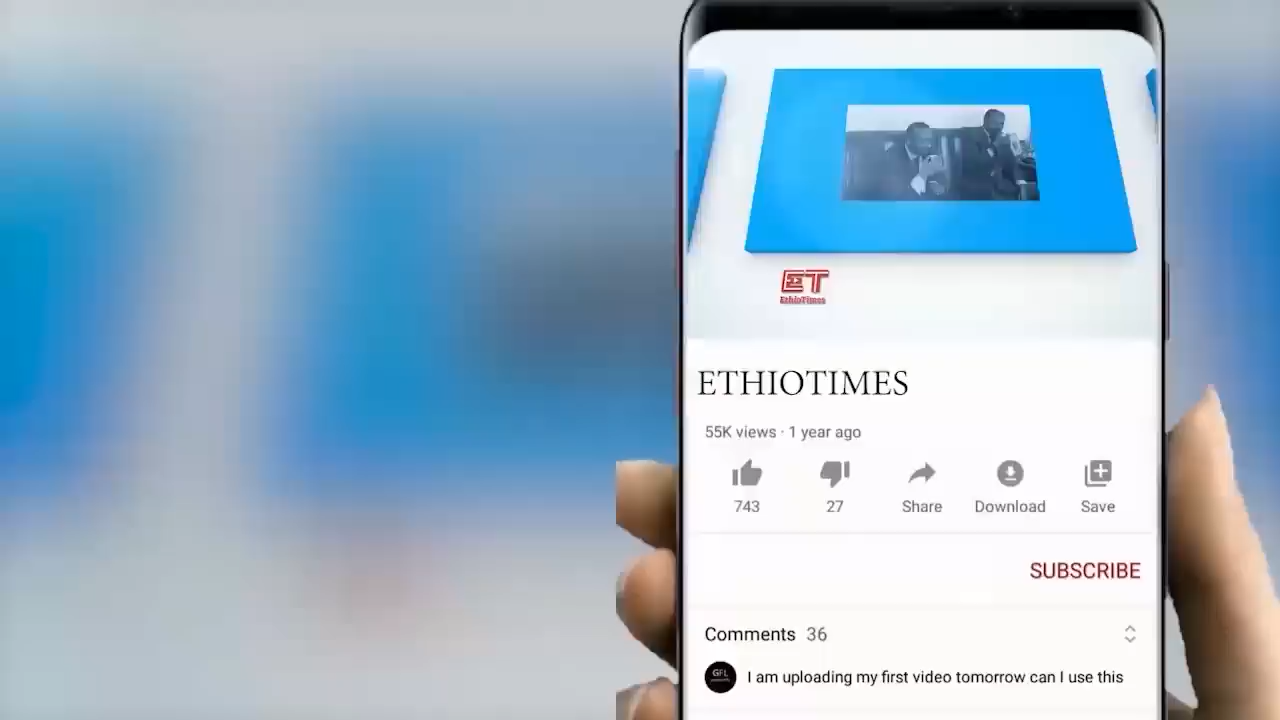 ET
EthioTimes
ETHIOTIMES
55K views · 1 year ago
743
27
Share
Download
Save
SUBSCRIBE
Comments 36
GFL
I am uploading my first video tomorrow can I use this